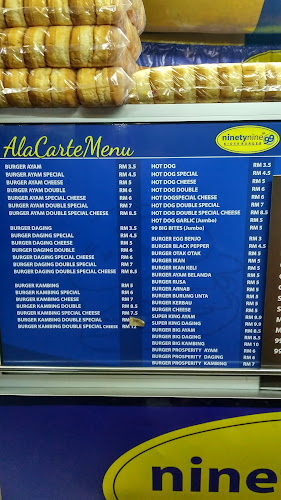 AlaCarteMenu
ninetynine 99
BURGER AYAM RM 3.5
BURGER AYAM SPECIAL RM 4.5
BURGER AYAM CHEESE RM 5
BURGER AYAM DOUBLE RM 6
BURGER AYAM SPECIAL CHEESE RM 6
BURGER AYAM DOUBLE SPECIAL RM 7
BURGER AYAM DOUBLE SPECIAL CHEESE RM 8.5
BURGER DAGING RM 3.5
BURGER DAGING SPECIAL RM 4.5
BURGER DAGING CHEESE RM 5
BURGER DAGING DOUBLE RM 6
BURGER DAGING SPECIAL CHEESE RM 6
BURGER DAGING DOUBLE SPECIAL RM 7
BURGER DAGING DOUBLE SPECIAL CHEESE RM 8.5
BURGER KAMBING RM 5
BURGER KAMBING SPECIAL RM 6
BURGER KAMBING CHEESE RM 7
BURGER KAMBING DOUBLE RM 8.5
BURGER KAMBING SPECIAL CHEESE RM 7.5
BURGER KAMBING DOUBLE SPECIAL RM
BURGER KAMBING DOUBLE SPECIAL CHEESE RM 12
HOT DOG RM 3.5
HOT DOG SPECIAL RM 4.5
HOT DOG CHEESE RM 5
HOT DOG DOUBLE RM 6
HOT DOGSPECIAL CHEESE RM 6
HOT DOG DOUBLE SPECIAL RM 7
HOT DOG DOUBLE SPECIAL CHEESE RM 8.5
HOT DOG GARLIC (Jumbo) RM 5
99 BIG BITES (Jumbo) RM 5
BURGER EGG BENJO RM 3
BURGER BLACK PEPPER RM 4.5
BURGER OTAK OTAK RM 5
BURGER IKAN RM 5
BURGER IKAN KELI RM 5
BURGER AYAM BELANDA RM 5
BURGER RUSA RM 5
BURGER ARNAB RM 5
BURGER BURUNG UNTA RM 5
BURGER KERBAU RM 5
BURGER CHEESE RM 5
SUPER KING AYAM RM 9.9
SUPER KING DAGING RM 9.9
BURGER BIG AYAM RM 8.5
BURGER BIG DAGING RM 8.5
BURGER BIG KAMBING RM 10
BURGER PROSPERITY AYAM RM 6
BURGER PROSPERITY DAGING RM 6
BURGER PROSPERITY KAMBING RM 7
nine